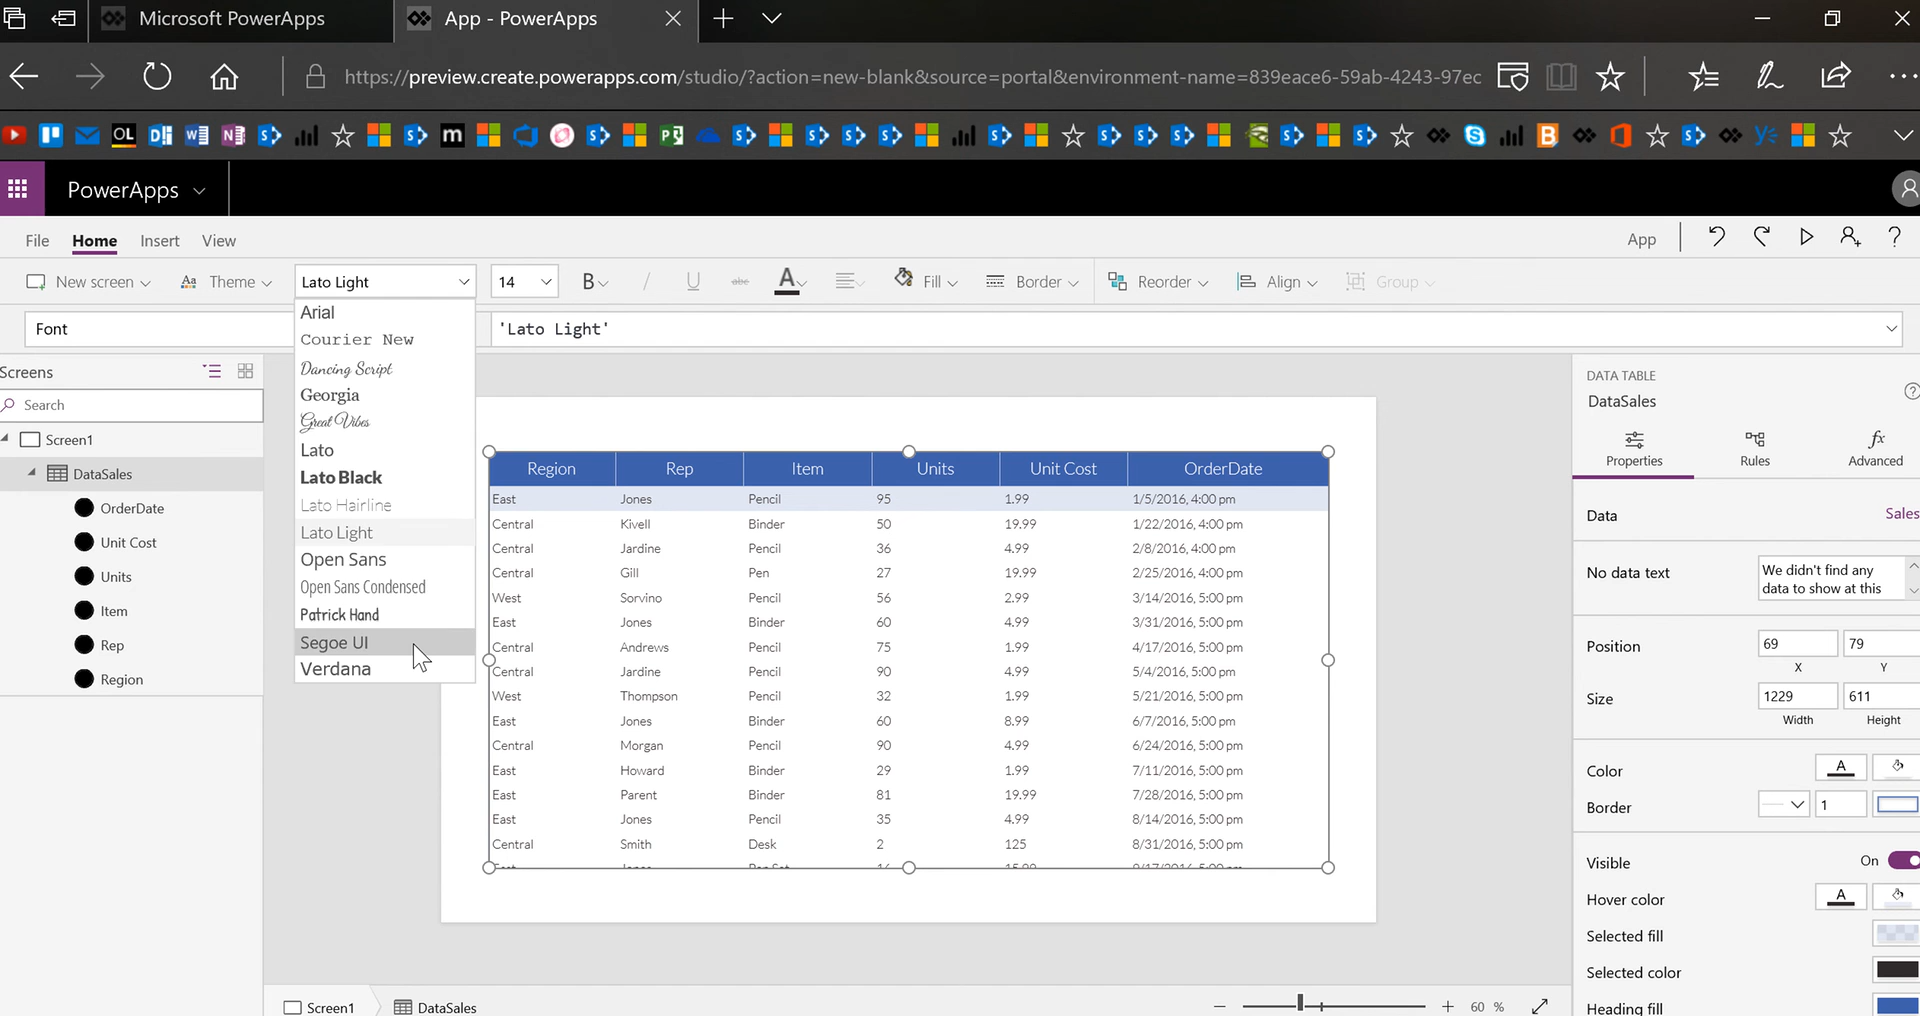 Microsoft PowerApps
App - PowerApps
https://preview.create.powerapps.com/studio/?action=new-blank&source=portal&environment-name=839eace6-59ab-4243-97ec
PowerApps
File Home Insert View App
New screen Theme Lato Light 14 B / U abc A Fill Border Reorder Align Group
Font 'Lato Light'
Arial
Courier New
Dancing Script
Georgia
Great Vibes
Lato
Lato Black
Lato Hairline
Lato Light
Open Sans
Open Sans Condensed
Patrick Hand
Segoe UI
Verdana
Screens
Search
Screen1
DataSales
OrderDate
Unit Cost
Units
Item
Rep
Region
Region Rep Item Units Unit Cost OrderDate
East Jones Pencil 95 1.99 1/5/2016, 4:00 pm
Central Kivell Binder 50 19.99 1/22/2016, 4:00 pm
Central Jardine Pencil 36 4.99 2/8/2016, 4:00 pm
Central Gill Pen 27 19.99 2/25/2016, 4:00 pm
West Sorvino Pencil 56 2.99 3/14/2016, 5:00 pm
East Jones Binder 60 4.99 3/31/2016, 5:00 pm
Central Andrews Pencil 75 1.99 4/17/2016, 5:00 pm
Central Jardine Pencil 90 4.99 5/4/2016, 5:00 pm
West Thompson Pencil 32 1.99 5/21/2016, 5:00 pm
East Jones Binder 60 8.99 6/7/2016, 5:00 pm
Central Morgan Pencil 90 4.99 6/24/2016, 5:00 pm
East Howard Binder 29 1.99 7/11/2016, 5:00 pm
East Parent Binder 81 19.99 7/28/2016, 5:00 pm
East Jones Pencil 35 4.99 8/14/2016, 5:00 pm
Central Smith Desk 2 125 8/31/2016, 5:00 pm
DATA TABLE
DataSales
Properties Rules Advanced
Data Sales
No data text We didn't find any
data to show at this
Position 69 79
X Y
Size 1229 611
Width Height
Color A
Border 1
Visible On
Hover color A
Selected fill
Selected color
Heading fill
Screen1 DataSales 60 %